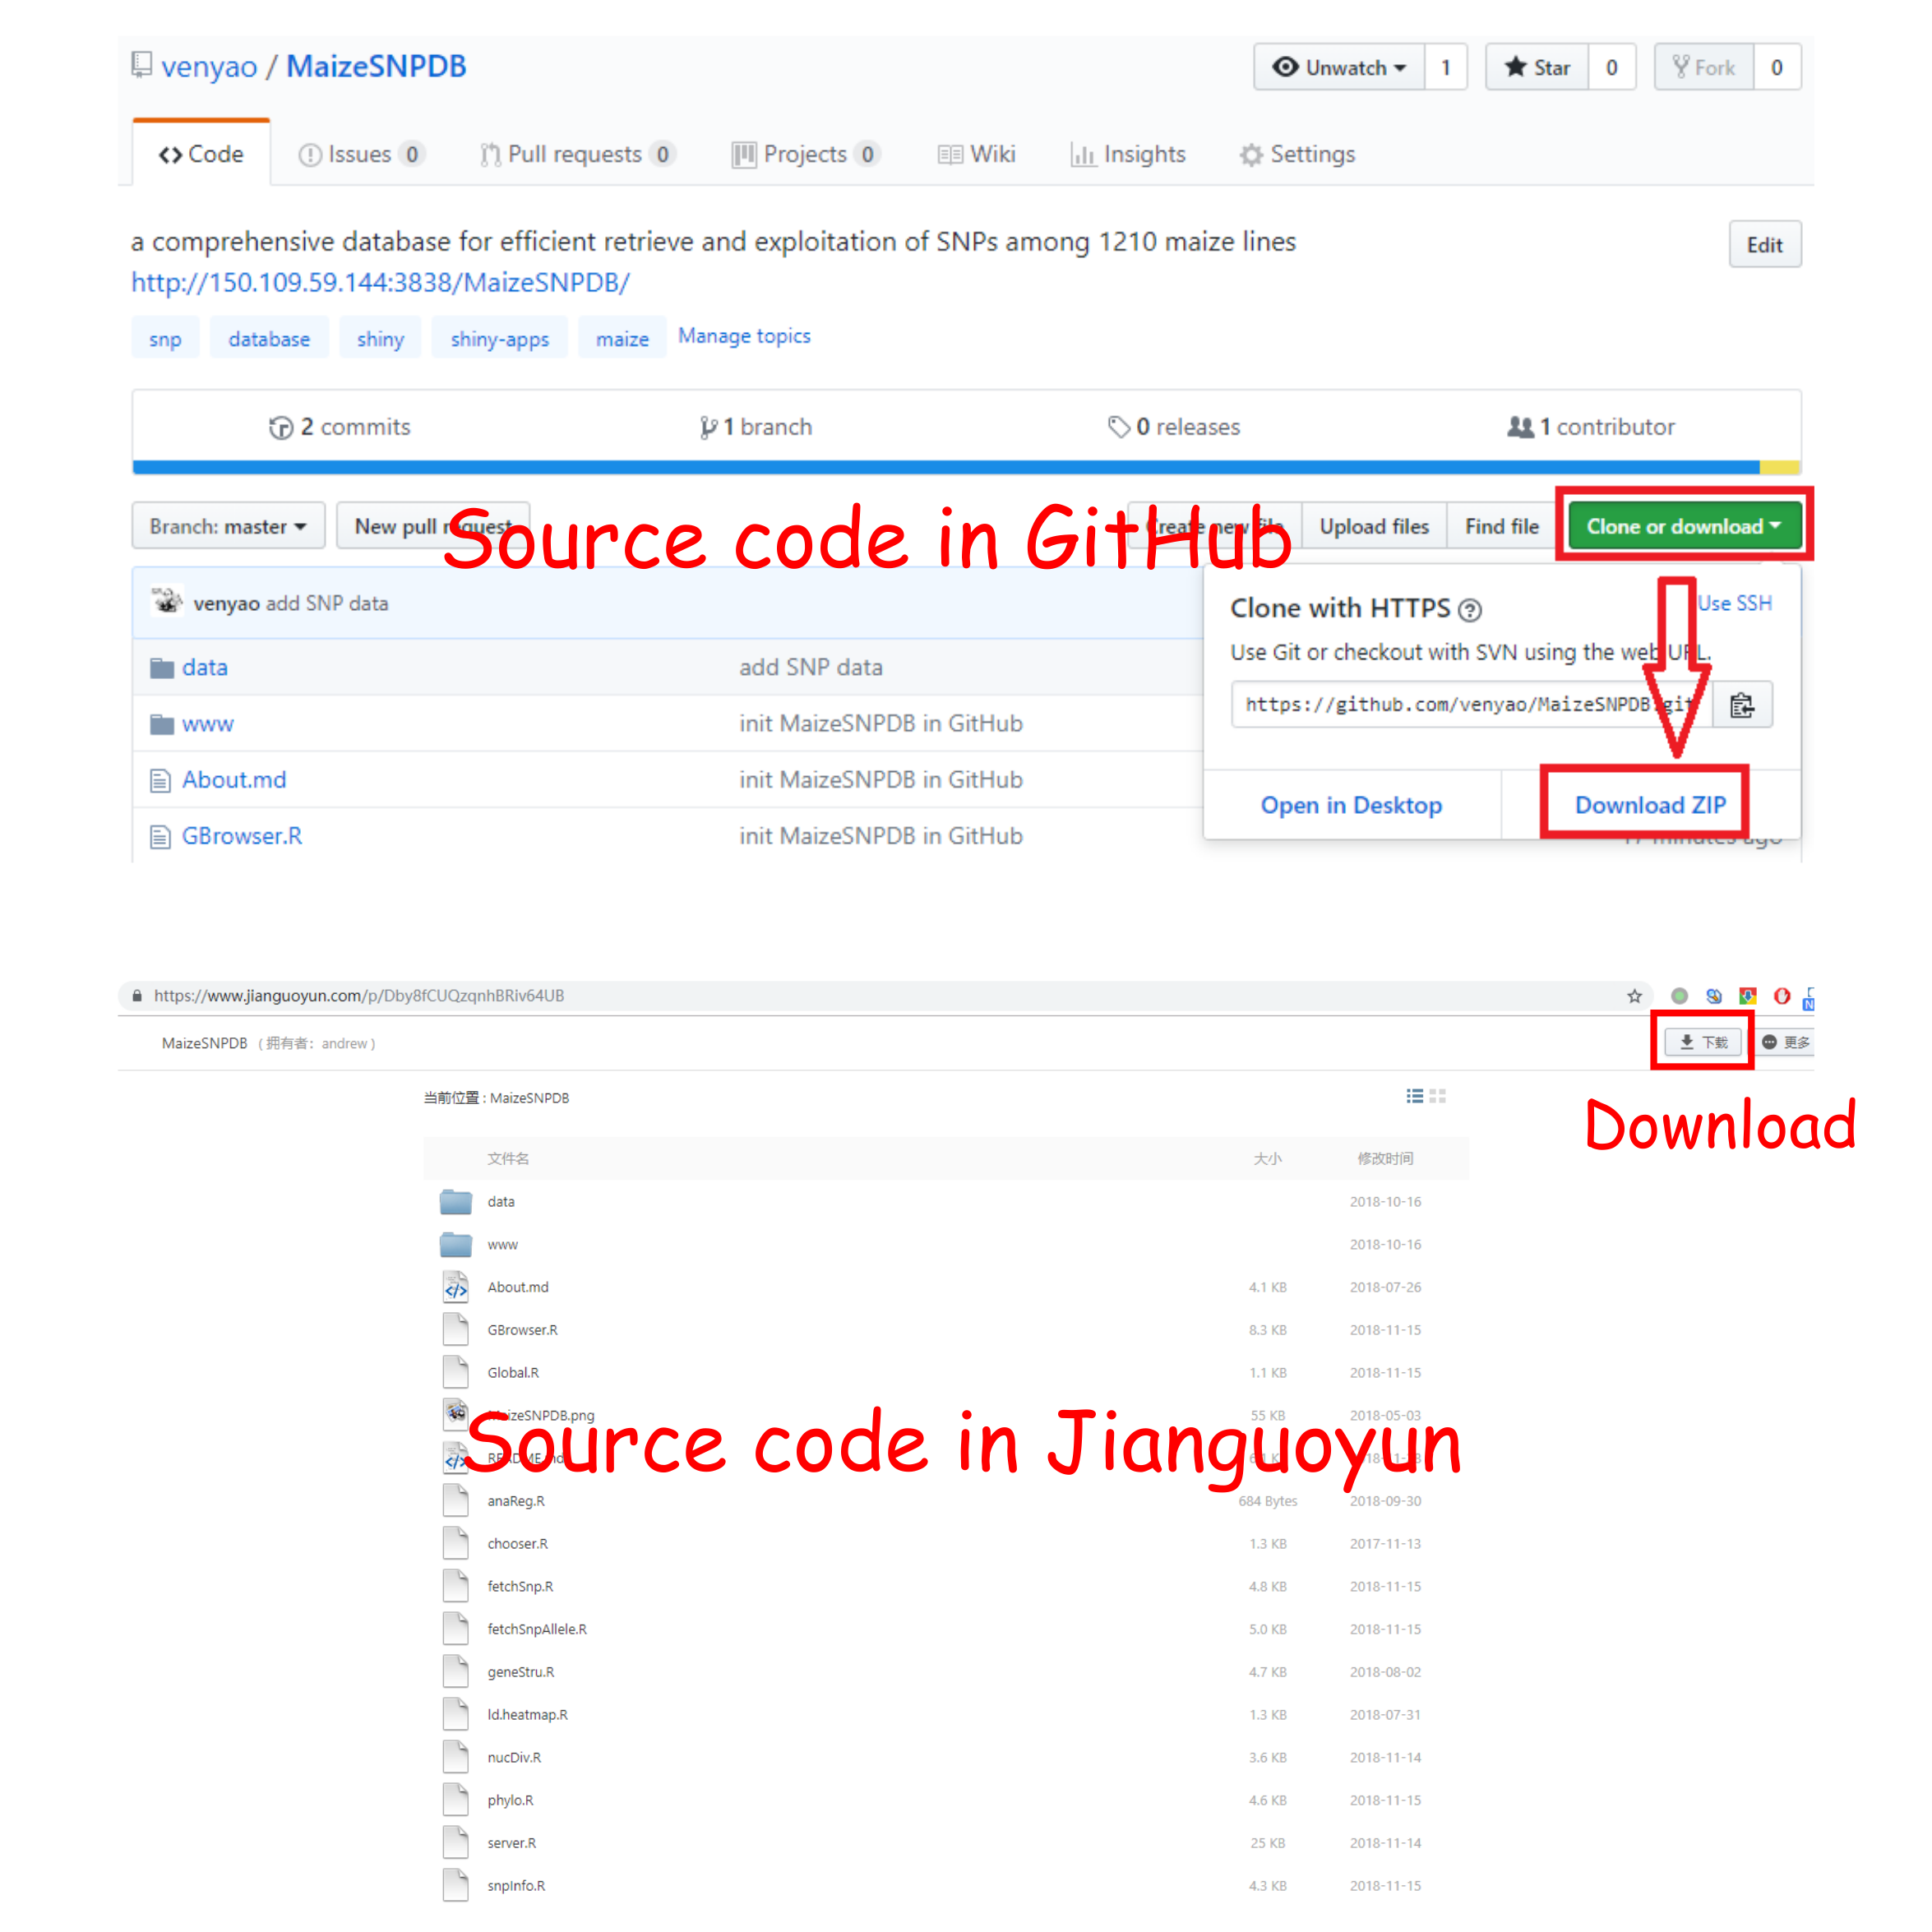 venyao / MaizeSNPDB
Unwatch 1 Star 0 Fork 0
Code Issues 0 Pull requests 0 Projects 0 Wiki Insights Settings
a comprehensive database for efficient retrieve and exploitation of SNPs among 1210 maize lines
Edit
http://150.109.59.144:3838/MaizeSNPDB/
snp database shiny shiny-apps maize Manage topics
2 commits 1 branch 0 releases 1 contributor
Branch: master New pull request Create new file Upload files Find file Clone or download
Source code in GitHub
venyao add SNP data
Clone with HTTPS Use SSH
Use Git or checkout with SVN using the web URL.
https://github.com/venyao/MaizeSNPDB.git
Open in Desktop Download ZIP
data add SNP data
www init MaizeSNPDB in GitHub
About.md init MaizeSNPDB in GitHub
GBrowser.R init MaizeSNPDB in GitHub 17 minutes ago
https://www.jianguoyun.com/p/Dby8fCUQzqnhBRiv64UB
MaizeSNPDB (拥有者: andrew) 下载 更多
Download
当前位置: MaizeSNPDB
文件名 大小 修改时间
data 2018-10-16
www 2018-10-16
About.md 4.1 KB 2018-07-26
GBrowser.R 8.3 KB 2018-11-15
Global.R 1.1 KB 2018-11-15
MaizeSNPDB.png 55 KB 2018-05-03
Source code in Jianguoyun
README.md
anaReg.R 684 Bytes 2018-09-30
chooser.R 1.3 KB 2017-11-13
fetchSnp.R 4.8 KB 2018-11-15
fetchSnpAllele.R 5.0 KB 2018-11-15
geneStru.R 4.7 KB 2018-08-02
ld.heatmap.R 1.3 KB 2018-07-31
nucDiv.R 3.6 KB 2018-11-14
phylo.R 4.6 KB 2018-11-15
server.R 25 KB 2018-11-14
snpInfo.R 4.3 KB 2018-11-15